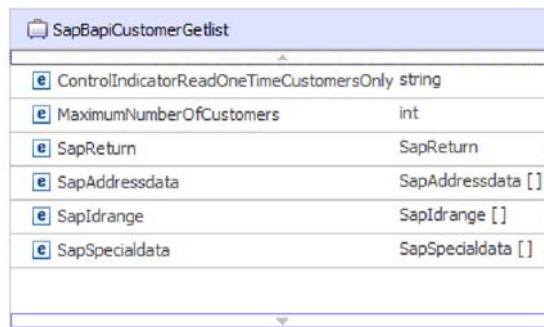 SapBapiCustomerGetlist
e ControlIndicatorReadOneTimeCustomersOnly string
e MaximumNumberOfCustomers int
e SapReturn SapReturn
e SapAddressdata SapAddressdata []
e SapIdrange SapIdrange []
e SapSpecialdata SapSpecialdata []